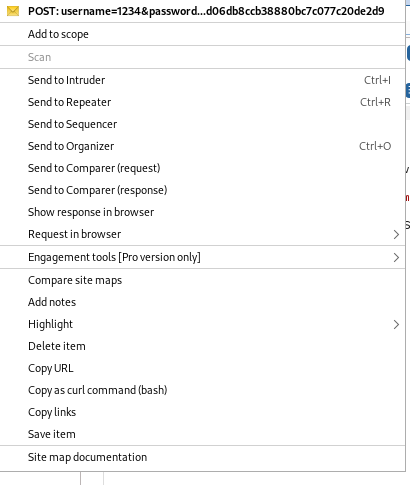 POST: username=1234&password...d06db8ccb38880bc7c077c20de2d9
Add to scope
Scan
Send to Intruder Ctrl+I
Send to Repeater Ctrl+R
Send to Sequencer
Send to Organizer Ctrl+O
Send to Comparer (request)
Send to Comparer (response)
Show response in browser
Request in browser
Engagement tools [Pro version only]
Compare site maps
Add notes
Highlight
Delete item
Copy URL
Copy as curl command (bash)
Copy links
Save item
Site map documentation